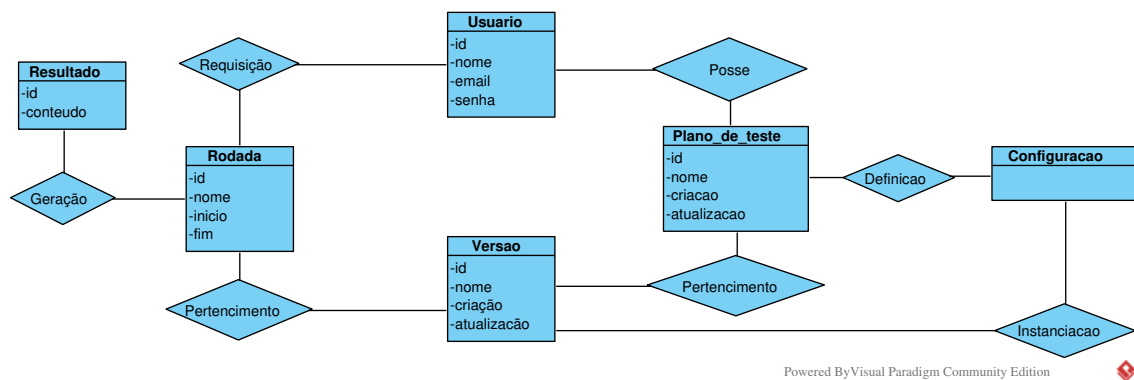 Usuario
-id
-nome
-email
-senha
Requisição
Posse
Resultado
-id
-conteudo
Plano_de_teste
-id
-nome
-criacao
-atualizacao
Rodada
-id
-nome
-inicio
-fim
Configuracao
Definicao
Geração
Versao
-id
-nome
-criação
-atualizacão
Pertencimento
Pertencimento
Instanciacao
Powered ByVisual Paradigm Community Edition